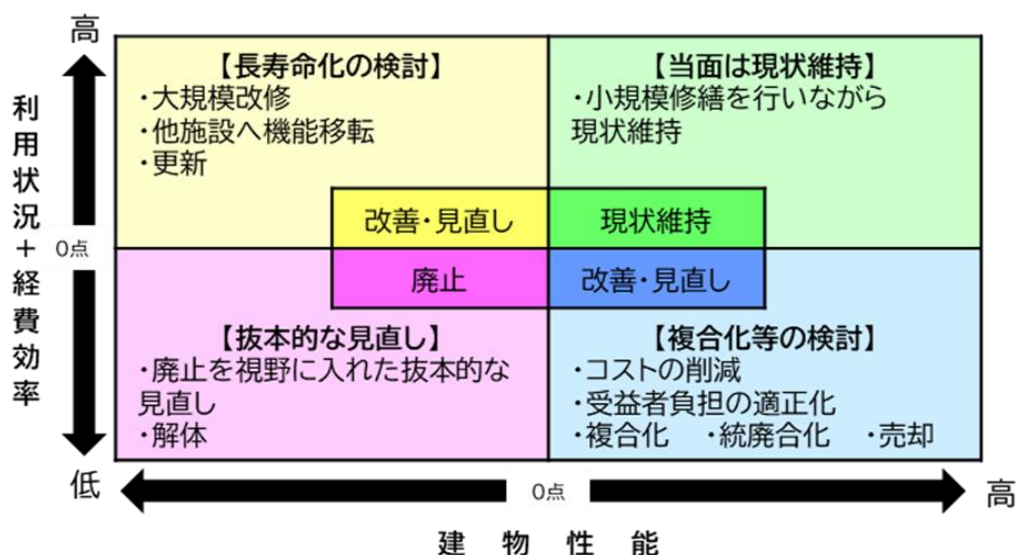 高
利用状況＋経費効率
0点
低
【長寿命化の検討】
・大規模改修
・他施設へ機能移転
・更新
改善・見直し
【当面は現状維持】
・小規模修繕を行いながら
現状維持
現状維持
廃止
【抜本的な見直し】
・廃止を視野に入れた抜本的な
見直し
・解体
改善・見直し
【複合化等の検討】
・コストの削減
・受益者負担の適正化
・複合化　・統廃合化　・売却
0点
高
建物性能